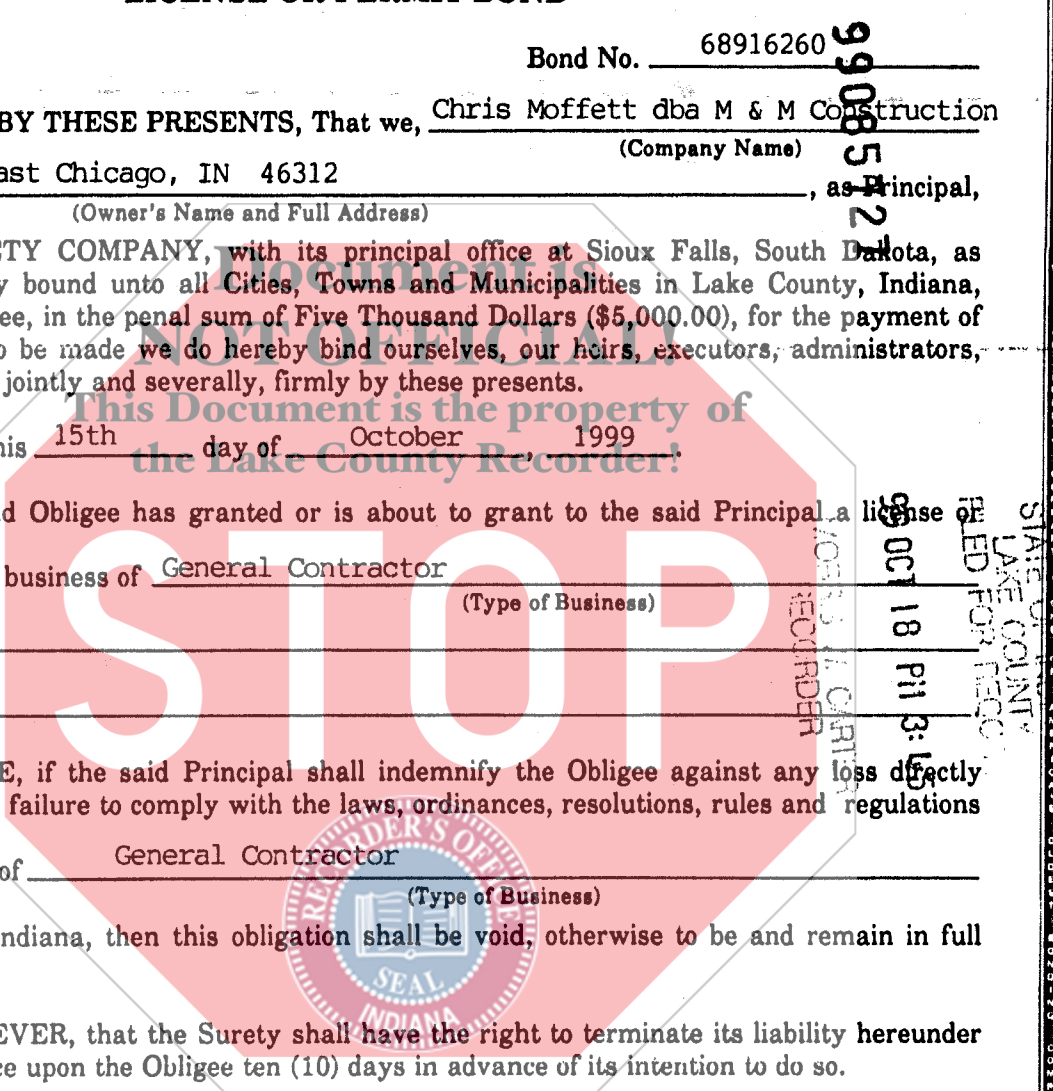 LICENSE OR PERMIT BOND
Bond No. 68916260
BY THESE PRESENTS, That we, Chris Moffett dba M & M Construction
(Company Name)
ast Chicago, IN 46312, as Principal,
(Owner's Name and Full Address)
ETY COMPANY, with its principal office at Sioux Falls, South Dakota, as
y bound unto all Cities, Towns and Municipalities in Lake County, Indiana,
ee, in the penal sum of Five Thousand Dollars ($5,000.00), for the payment of
o be made we do hereby bind ourselves, our heirs, executors, administrators,
jointly and severally, firmly by these presents.
his 15th day of October, 1999.
d Obligee has granted or is about to grant to the said Principal a license or
business of General Contractor
(Type of Business)
E, if the said Principal shall indemnify the Obligee against any loss directly
failure to comply with the laws, ordinances, resolutions, rules and regulations
of General Contractor
(Type of Business)
ndiana, then this obligation shall be void, otherwise to be and remain in full
EVER, that the Surety shall have the right to terminate its liability hereunder
ce upon the Obligee ten (10) days in advance of its intention to do so.
Document is
NOT OFFICIAL!
This Document is the property of
the Lake County Recorder!
STOP
RECORDER'S OFFICE
SEAL
INDIANA
99085127
99 OCT 18 PM 3:
LAKE COUNTY
FILED FOR RECO
CARTER
RECORDER